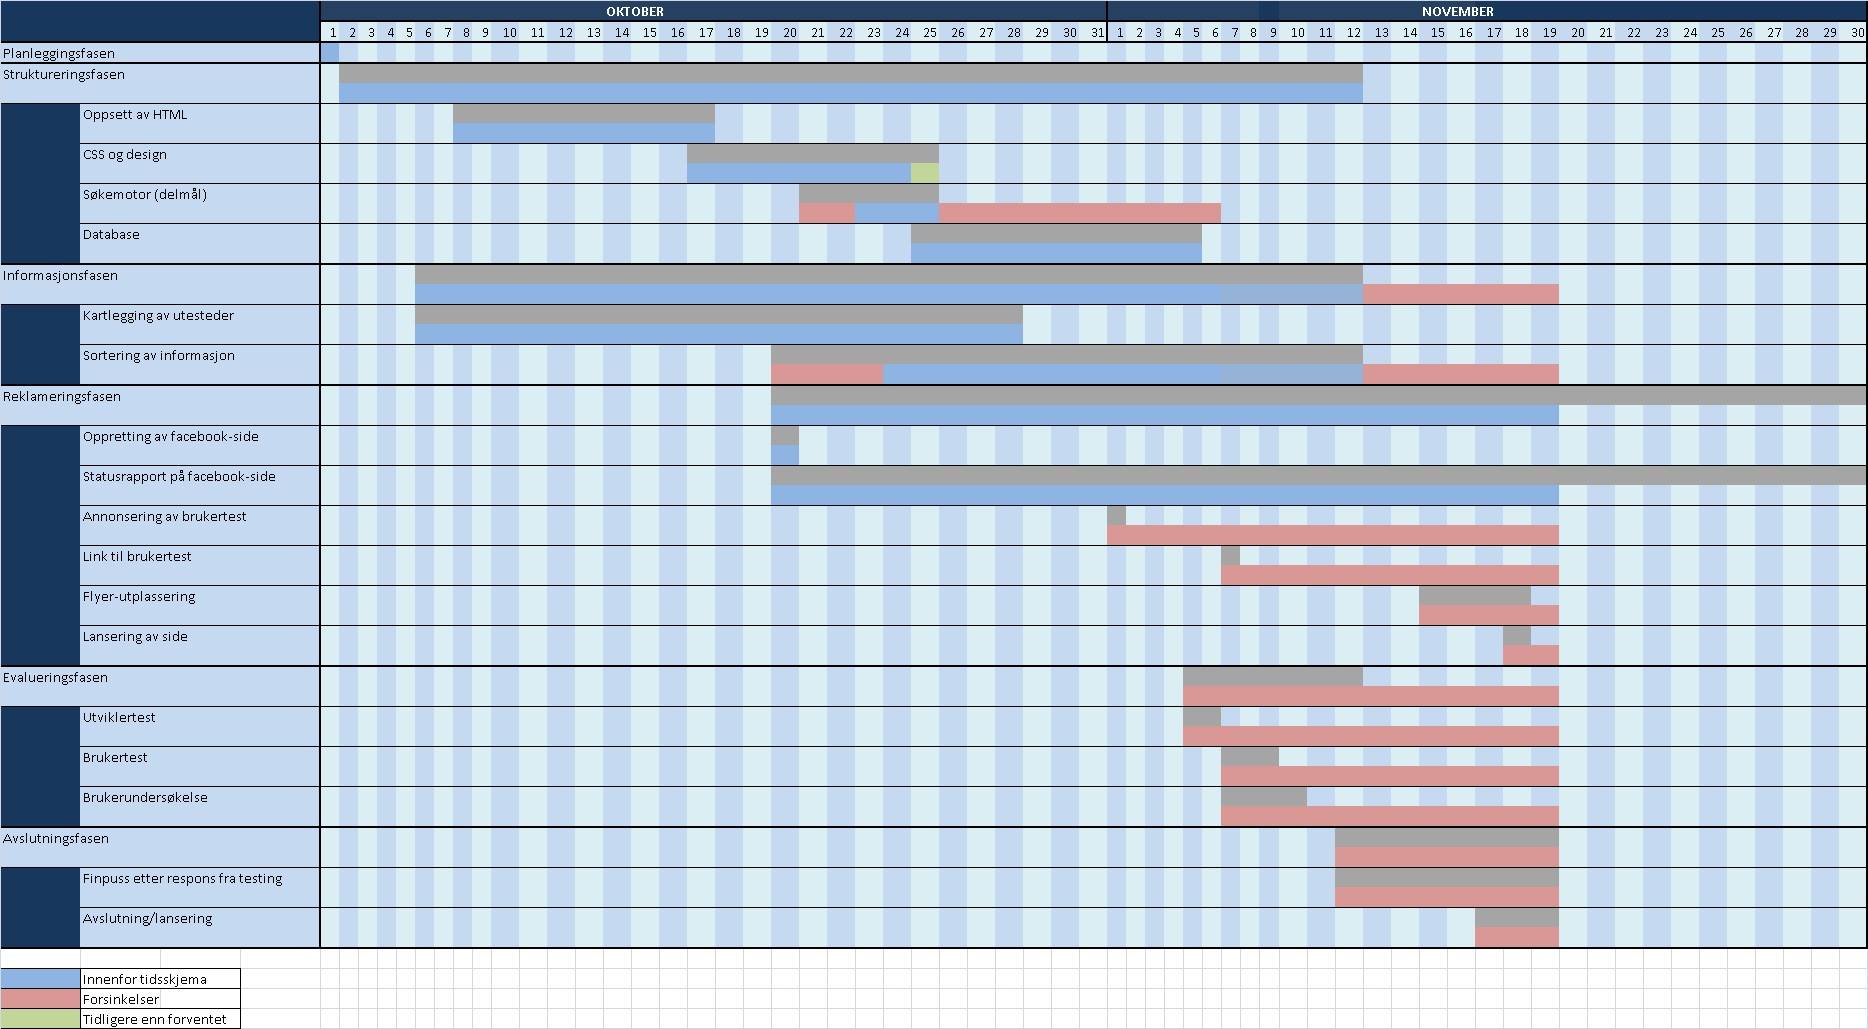 OKTOBER NOVEMBER
1 2 3 4 5 6 7 8 9 10 11 12 13 14 15 16 17 18 19 20 21 22 23 24 25 26 27 28 29 30 31 1 2 3 4 5 6 7 8 9 10 11 12 13 14 15 16 17 18 19 20 21 22 23 24 25 26 27 28 29 30
Planleggingsfasen
Struktureringsfasen
Oppsett av HTML
CSS og design
Søkemotor (delmål)
Database
Informasjonsfasen
Kartlegging av utesteder
Sortering av informasjon
Reklameringsfasen
Oppretting av facebook-side
Statusrapport på facebook-side
Annonsering av brukertest
Link til brukertest
Flyer-utplassering
Lansering av side
Evalueringsfasen
Utviklertest
Brukertest
Brukerundersøkelse
Avslutningsfasen
Finpuss etter respons fra testing
Avslutning/lansering
Innenfor tidsskjema
Forsinkelser
Tidligere enn forventet